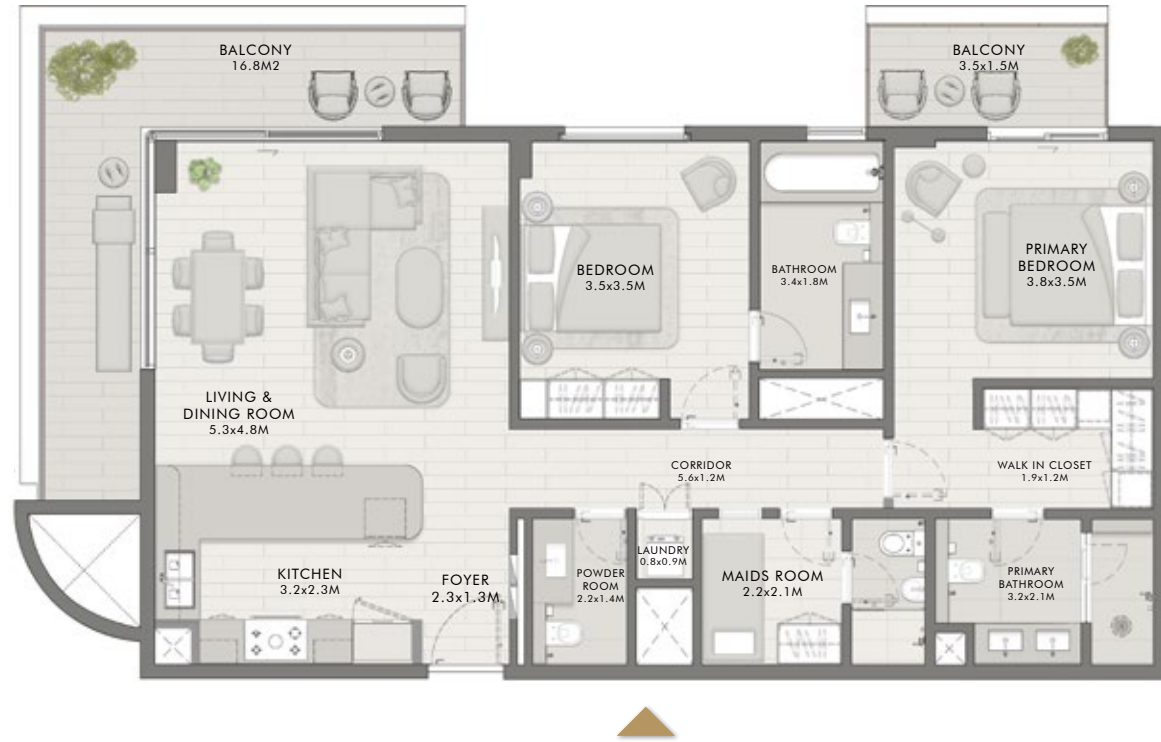 BALCONY
16.8M2
BALCONY
3.5x1.5M
BEDROOM
3.5x3.5M
BATHROOM
3.4x1.8M
PRIMARY
BEDROOM
3.8x3.5M
LIVING &
DINING ROOM
5.3x4.8M
CORRIDOR
5.6x1.2M
WALK IN CLOSET
1.9x1.2M
KITCHEN
3.2x2.3M
FOYER
2.3x1.3M
POWDER
ROOM
2.2x1.4M
LAUNDRY
0.8x0.9M
MAIDS ROOM
2.2x2.1M
PRIMARY
BATHROOM
3.2x2.1M